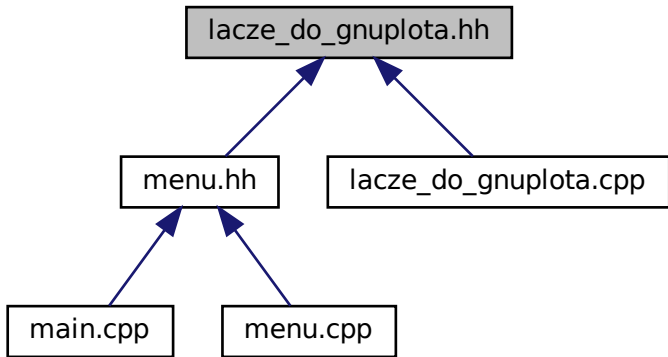 lacze_do_gnuplota.hh
menu.hh
lacze_do_gnuplota.cpp
main.cpp
menu.cpp